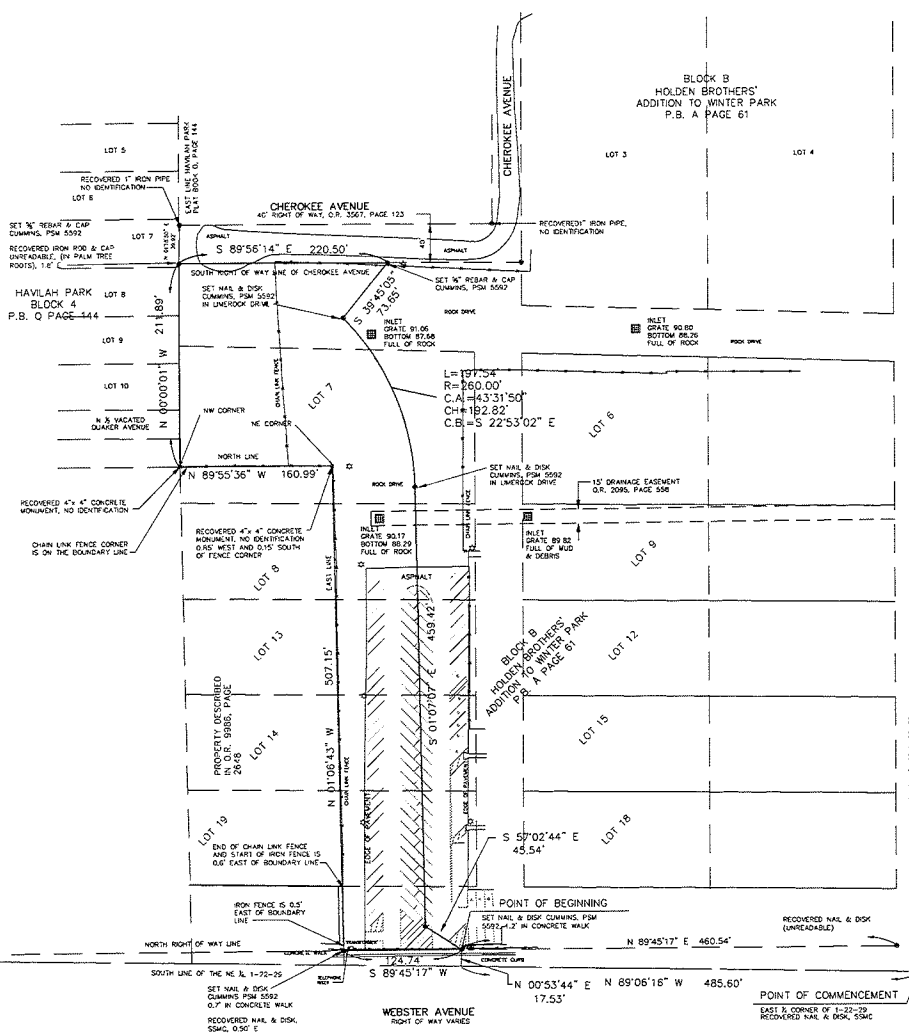 BLOCK B
HOLDEN BROTHERS'
ADDITION TO WINTER PARK
P.B. A PAGE 61
LOT 3
LOT 4
CHEROKEE AVENUE
LOT 5
EAST LINE HAVILAH PARK
PLAT BOOK O, PAGE 144
RECOVERED 1" IRON PIPE
NO IDENTIFICATION
LOT 6
CHEROKEE AVENUE
40' RIGHT OF WAY, O.R. 3567, PAGE 123
RECOVERED 1" IRON PIPE,
NO IDENTIFICATION
SET ⅝" REBAR & CAP
CUMMINS, PSM 5592
LOT 7
ASPHALT
40'
ASPHALT
S 89°56'14" E 220.50'
RECOVERED IRON ROD & CAP
UNREADABLE, (IN PALM TREE
ROOTS), 1.6' E
SOUTH RIGHT OF WAY LINE OF CHEROKEE AVENUE
SET ⅝" REBAR & CAP
CUMMINS, PSM 5592
SET NAIL & DISK
CUMMINS, PSM 5592
IN LIMEROCK DRIVE
S 39°45'05"
73.65'
HAVILAH PARK
BLOCK 4
P.B. O PAGE 144
LOT 8
211.89'
ROCK DRIVE
INLET
GRATE 91.06
BOTTOM 87.68
FULL OF ROCK
INLET
GRATE 90.80
BOTTOM 88.26
FULL OF ROCK
ROCK DRIVE
LOT 9
LOT 10
N 00°00'01" W
CHAIN LINK FENCE
LOT 7
L=197.54'
R=260.00'
C.A.=43°31'50"
CH=192.82'
C.B.=S 22°53'02" E
LOT 6
N ½ VACATED
QUAKER AVENUE
NW CORNER
NE CORNER
NORTH LINE
N 89°55'36" W 160.99'
ROCK DRIVE
SET NAIL & DISK
CUMMINS, PSM 5592
IN LIMEROCK DRIVE
CHAIN LINK FENCE
15' DRAINAGE EASEMENT
O.R. 2095, PAGE 558
RECOVERED 4"x 4" CONCRETE
MONUMENT, NO IDENTIFICATION
CHAIN LINK FENCE CORNER
IS ON THE BOUNDARY LINE
RECOVERED 4"x 4" CONCRETE
MONUMENT, NO IDENTIFICATION
0.85' WEST AND 0.15' SOUTH
OF FENCE CORNER
INLET
GRATE 90.17
BOTTOM 88.29
FULL OF ROCK
INLET
GRATE 89.82
FULL OF MUD
& DEBRIS
LOT 8
EAST LINE
ASPHALT
LOT 9
459.42'
LOT 13
507.15'
BLOCK B
HOLDEN BROTHERS'
ADDITION TO WINTER PARK
P.B. A PAGE 61
LOT 12
S 01°07'07" E
PROPERTY DESCRIBED
IN O.R. 9986, PAGE
2648
LOT 14
N 01°06'43" W
CHAIN LINK FENCE
LOT 15
EDGE OF PAVEMENT
EDGE OF PAVEMENT
LOT 19
S 57°02'44" E
45.54'
LOT 18
END OF CHAIN LINK FENCE
AND START OF IRON FENCE IS
0.6' EAST OF BOUNDARY LINE
IRON FENCE IS 0.5'
EAST OF BOUNDARY
LINE
POINT OF BEGINNING
SET NAIL & DISK CUMMINS, PSM
5592, 1.2' IN CONCRETE WALK
RECOVERED NAIL & DISK
(UNREADABLE)
NORTH RIGHT OF WAY LINE
TRANSFORMER
N 89°45'17" E 460.54'
CONCRETE WALK
CONCRETE CURB
124.74
S 89°45'17" W
SOUTH LINE OF THE NE ¼ 1-22-29
TELEPHONE
RISER
N 00°53'44" E
17.53'
N 89°06'16" W 485.60'
SET NAIL & DISK
CUMMINS PSM 5592
0.7' IN CONCRETE WALK
RECOVERED NAIL & DISK,
SSMC, 0.50' E
WEBSTER AVENUE
RIGHT OF WAY VARIES
POINT OF COMMENCEMENT
EAST ¼ CORNER OF 1-22-29
RECOVERED NAIL & DISK, SSMC